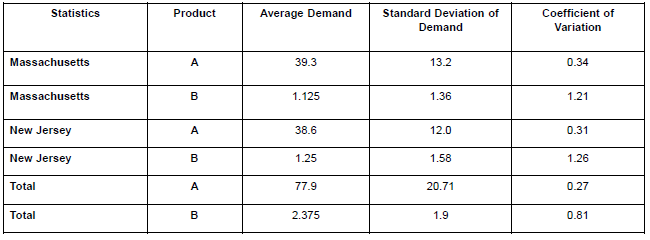 Statistics Product Average Demand Standard Deviation of Demand Coefficient of Variation
Massachusetts A 39.3 13.2 0.34
Massachusetts B 1.125 1.36 1.21
New Jersey A 38.6 12.0 0.31
New Jersey B 1.25 1.58 1.26
Total A 77.9 20.71 0.27
Total B 2.375 1.9 0.81